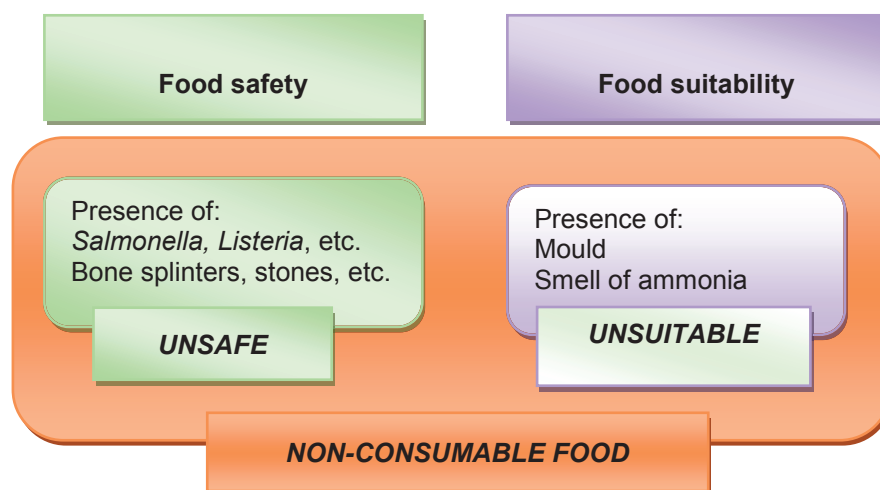 Food safety
Food suitability
Presence of:
Salmonella, Listeria, etc.
Bone splinters, stones, etc.
UNSAFE
Presence of:
Mould
Smell of ammonia
UNSUITABLE
NON-CONSUMABLE FOOD